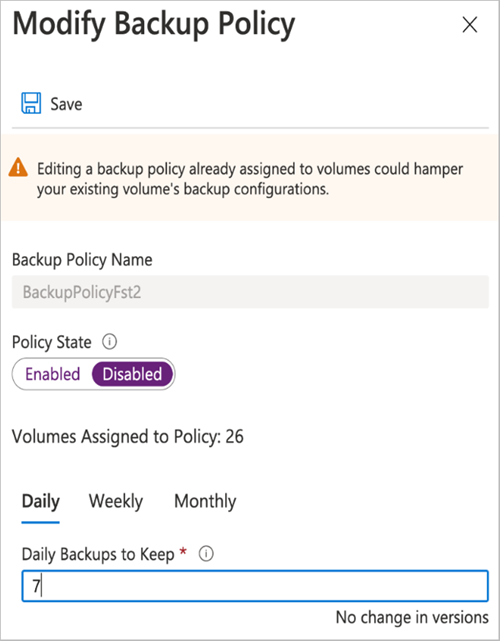 Modify Backup Policy
Save
Editing a backup policy already assigned to volumes could hamper
your existing volume's backup configurations.
Backup Policy Name
BackupPolicyFst2
Policy State
Enabled Disabled
Volumes Assigned to Policy: 26
Daily Weekly Monthly
Daily Backups to Keep *
7
No change in versions